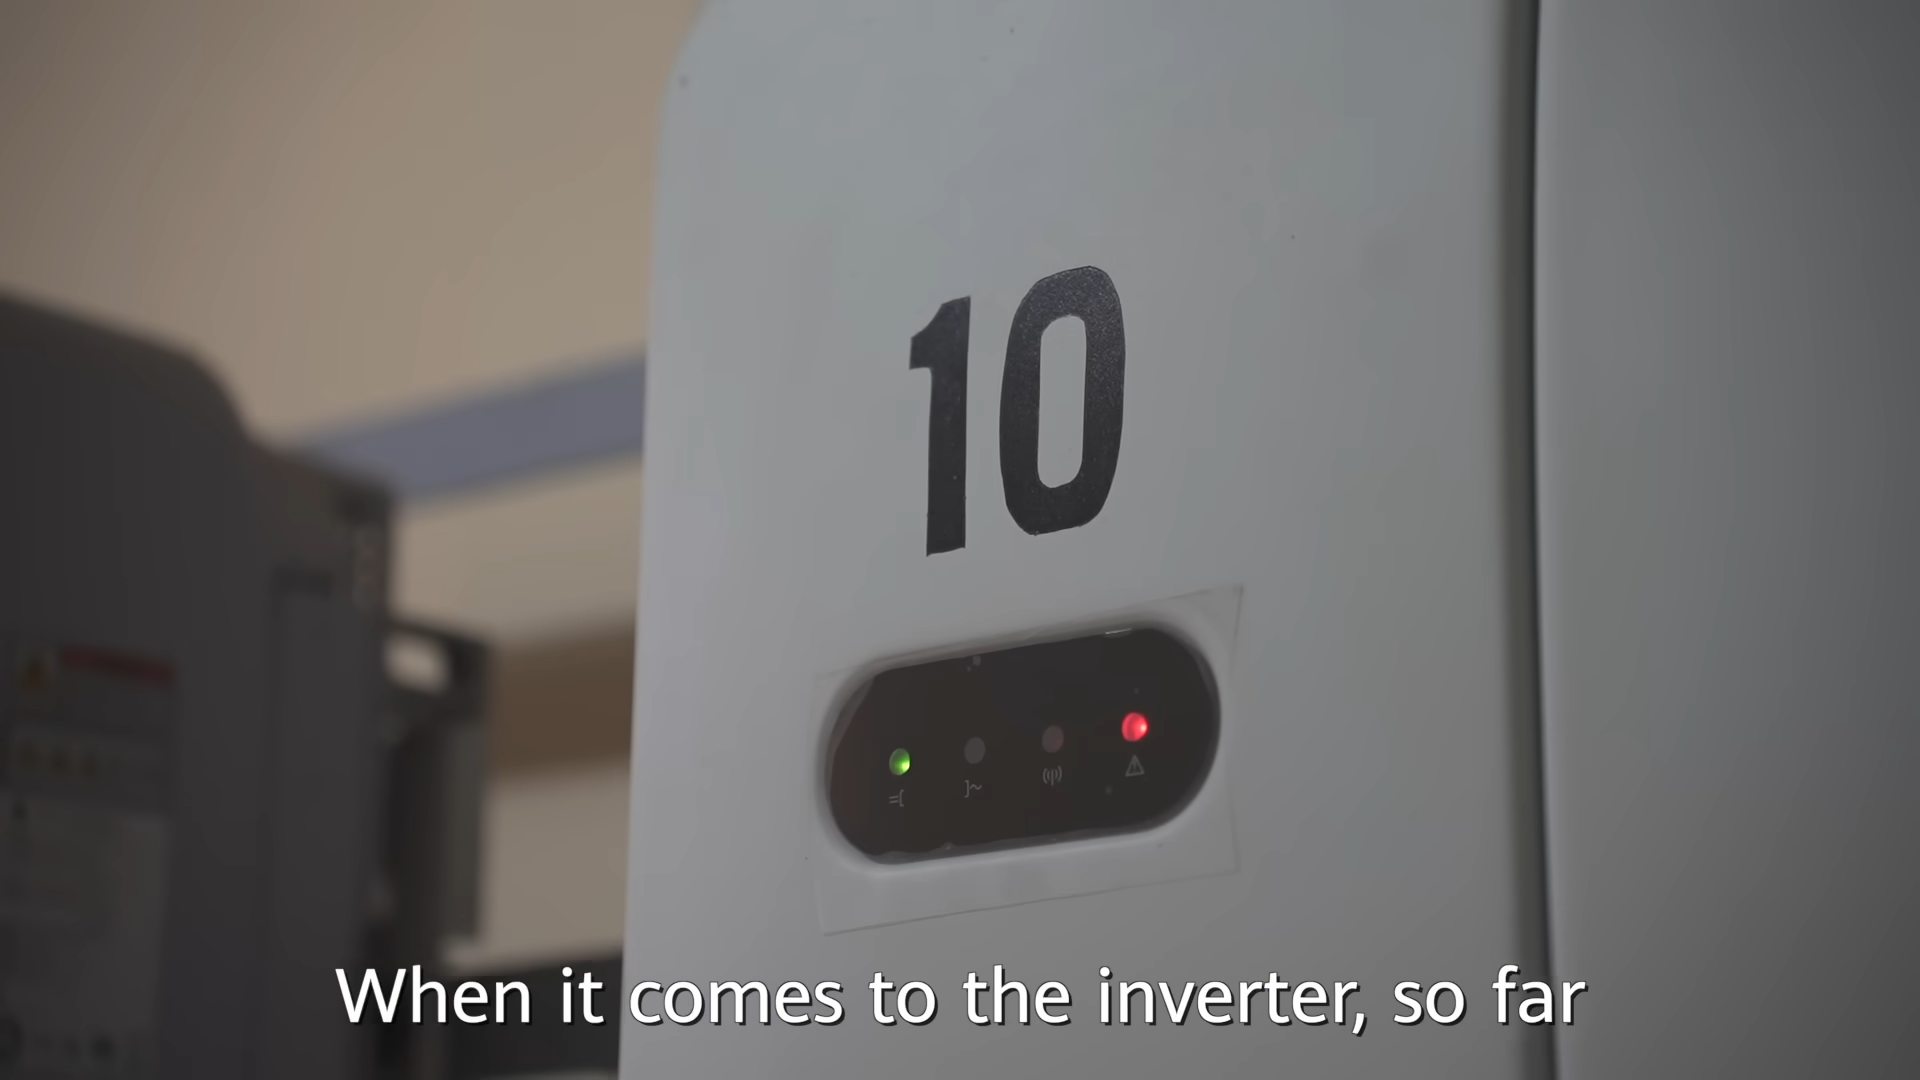 10
When it comes to the inverter, so far